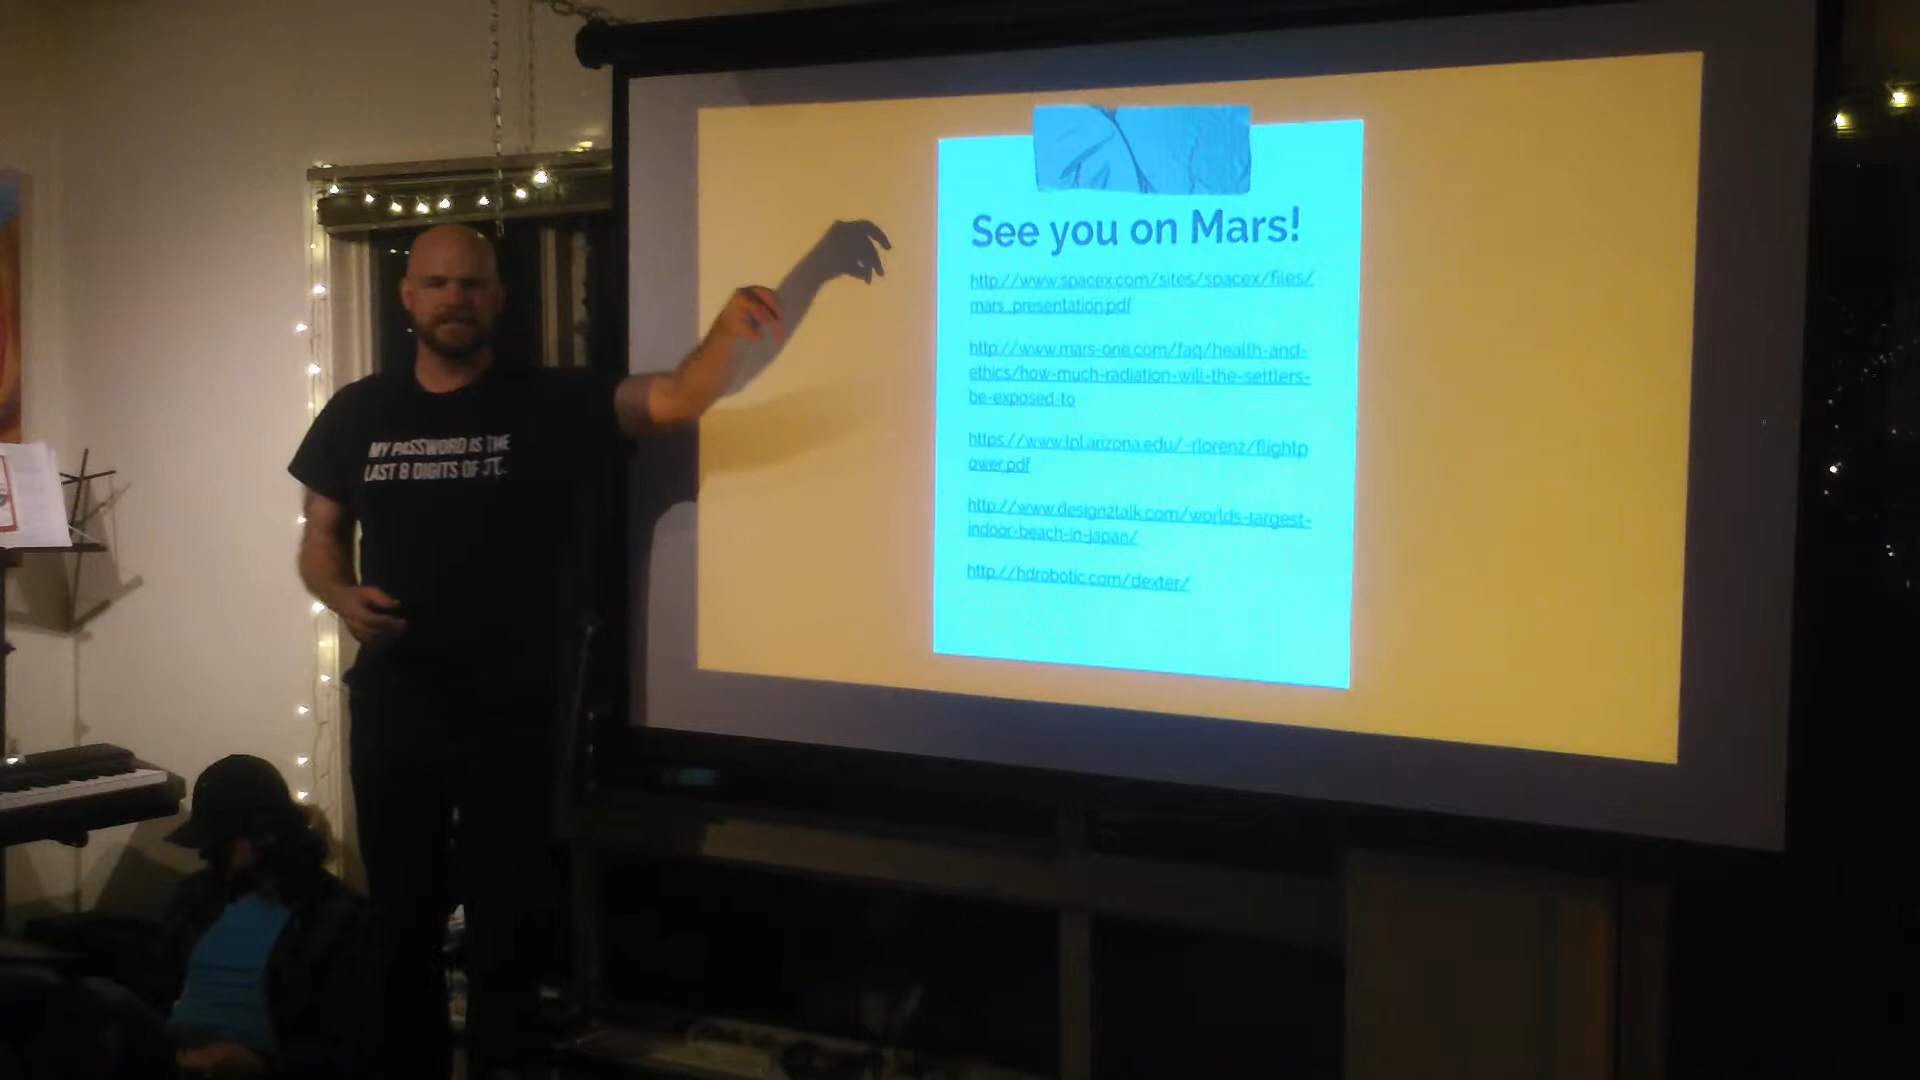 See you on Mars!
http://www.spacex.com/sites/spacex/files/
mars_presentation.pdf
http://www.mars-one.com/faq/health-and-
ethics/how-much-radiation-will-the-settlers-
be-exposed-to
https://www.lpl.arizona.edu/~rlorenz/flightp
ower.pdf
http://www.design2talk.com/worlds-largest-
indoor-beach-in-japan/
http://hdrobotic.com/dexter/
MY PASSWORD IS THE
LAST 8 DIGITS OF π.